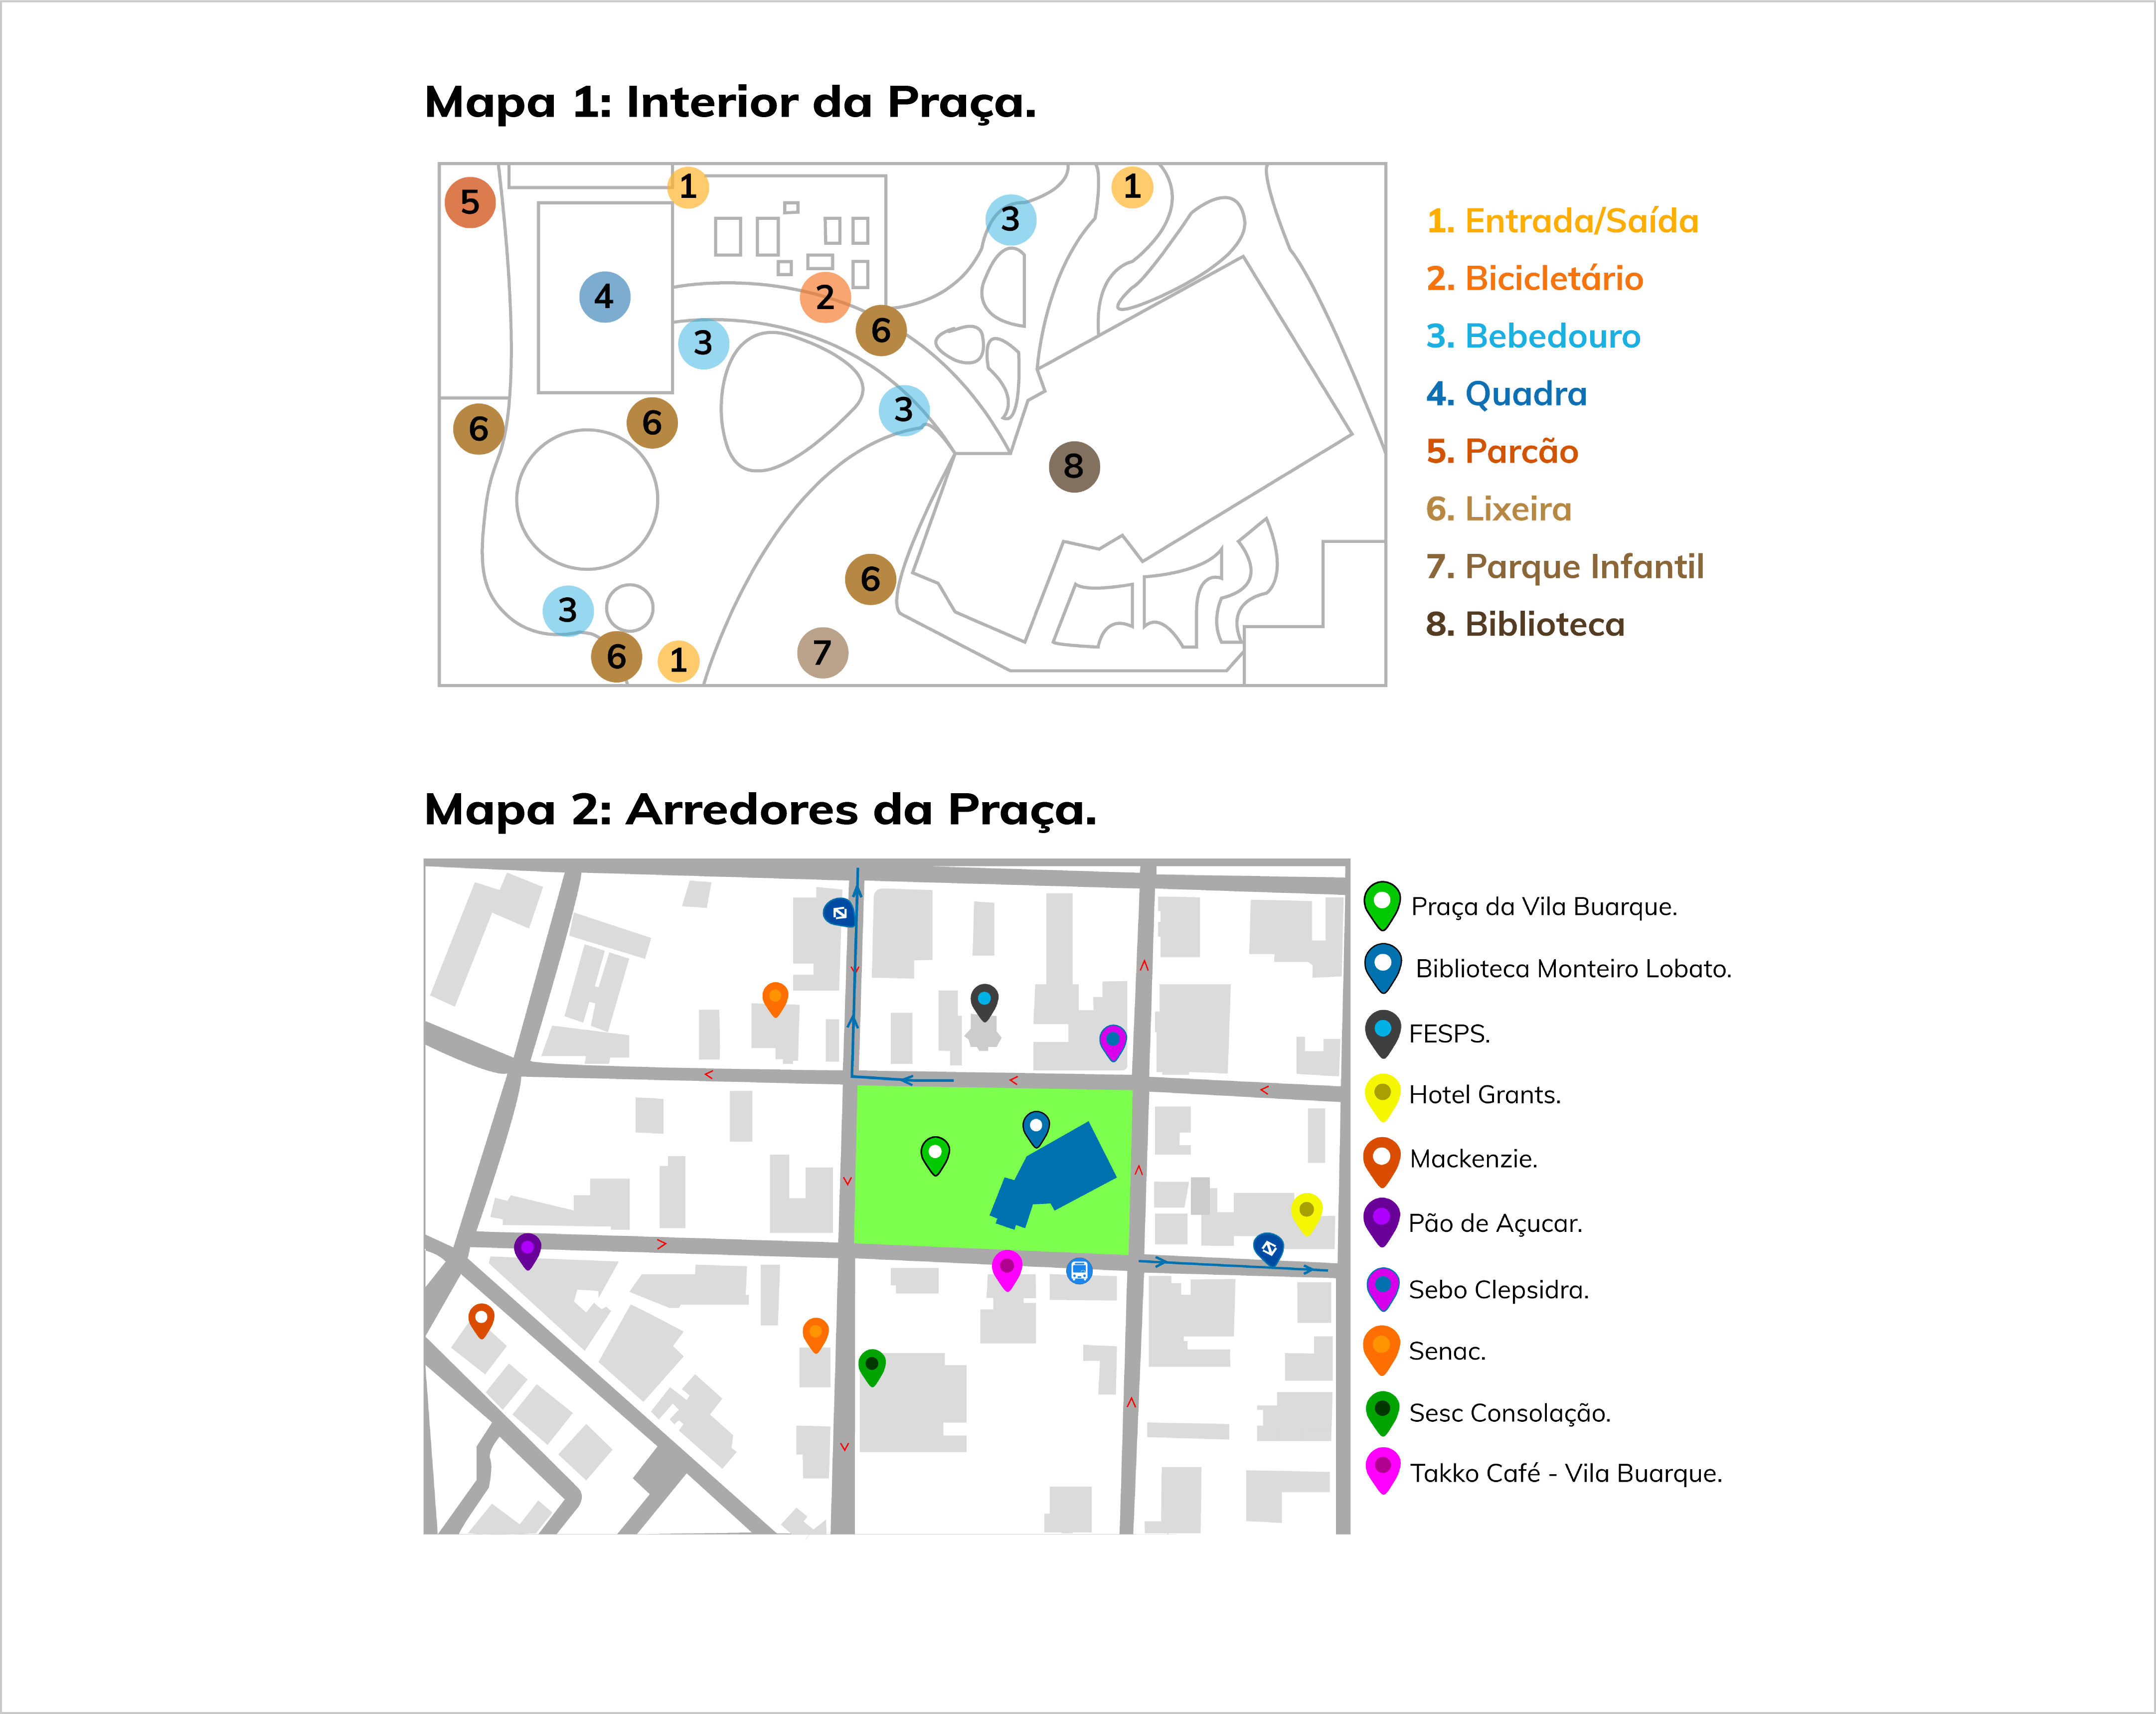 Mapa 1: Interior da Praça.
5
1
3
1
4
2
6
3
3
6
6
8
6
3
6
1
7
1. Entrada/Saída
2. Bicicletário
3. Bebedouro
4. Quadra
5. Parcão
6. Lixeira
7. Parque Infantil
8. Biblioteca
Mapa 2: Arredores da Praça.
Praça da Vila Buarque.
Biblioteca Monteiro Lobato.
FESPS.
Hotel Grants.
Mackenzie.
Pão de Açucar.
Sebo Clepsidra.
Senac.
Sesc Consolação.
Takko Café - Vila Buarque.